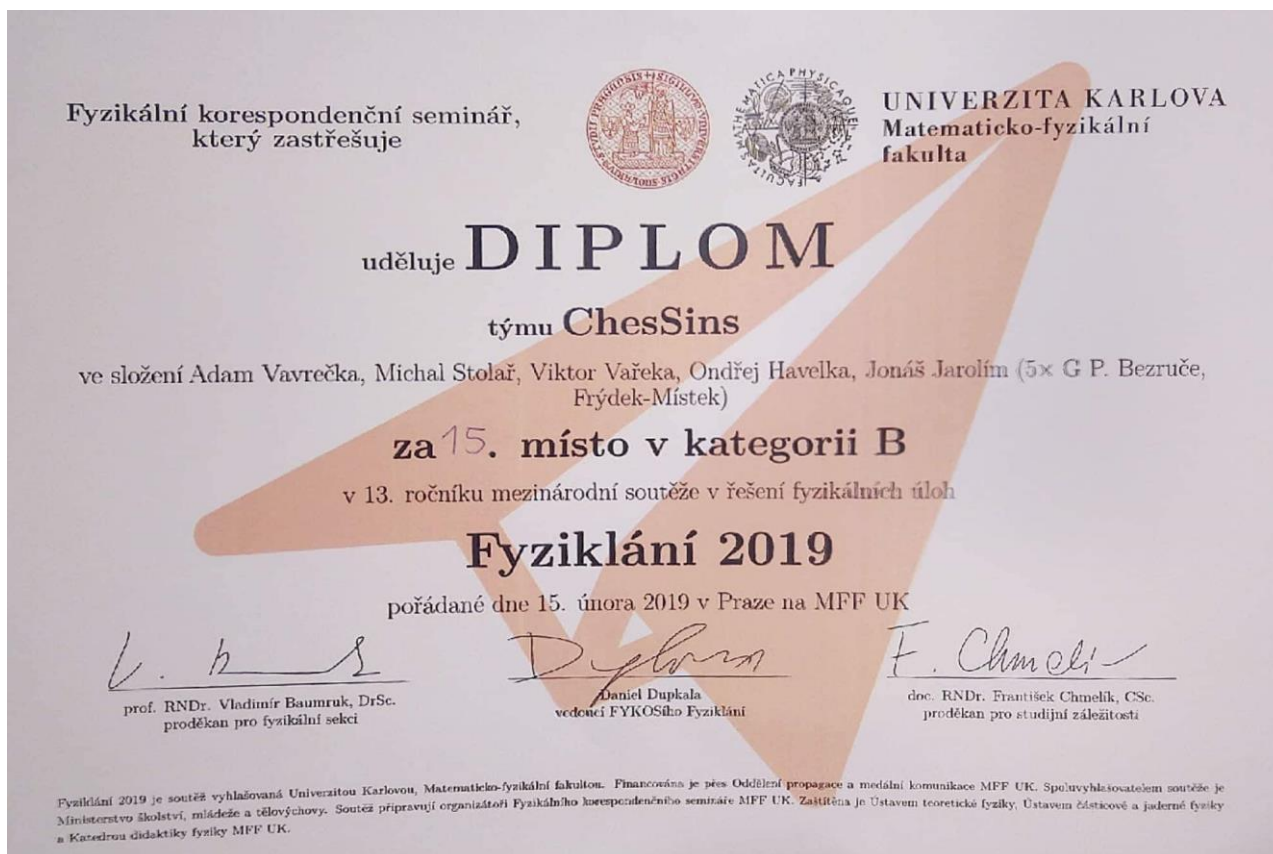 Fyzikální korespondenční seminář,
který zastřešuje
UNIVERZITA KARLOVA
Matematicko-fyzikální
fakulta
uděluje DIPLOM
týmu ChesSins
ve složení Adam Vavrečka, Michal Stolař, Viktor Vařeka, Ondřej Havelka, Jonáš Jarolím (5× G P. Bezruče,
Frýdek-Místek)
za 15. místo v kategorii B
v 13. ročníku mezinárodní soutěže v řešení fyzikálních úloh
Fyziklání 2019
pořádané dne 15. února 2019 v Praze na MFF UK
F. Chmelík
prof. RNDr. Vladimír Baumruk, DrSc.
proděkan pro fyzikální sekci
Daniel Dupkala
vedoucí FYKOSího Fyziklání
doc. RNDr. František Chmelík, CSc.
proděkan pro studijní záležitosti
Fyziklání 2019 je soutěž vyhlašovaná Univerzitou Karlovou, Matematicko-fyzikální fakultou. Financována je přes Oddělení propagace a medální komunikace MFF UK. Spoluvyhlašovatelem soutěže je
Ministerstvo školství, mládeže a tělovýchovy. Soutěž připravují organizátoři Fyzikálního korespondenčního semináře MFF UK. Zaštítěna je Ústavem teoretické fyziky, Ústavem částicové a jaderné fyziky
a Katedrou didaktiky fyziky MFF UK.